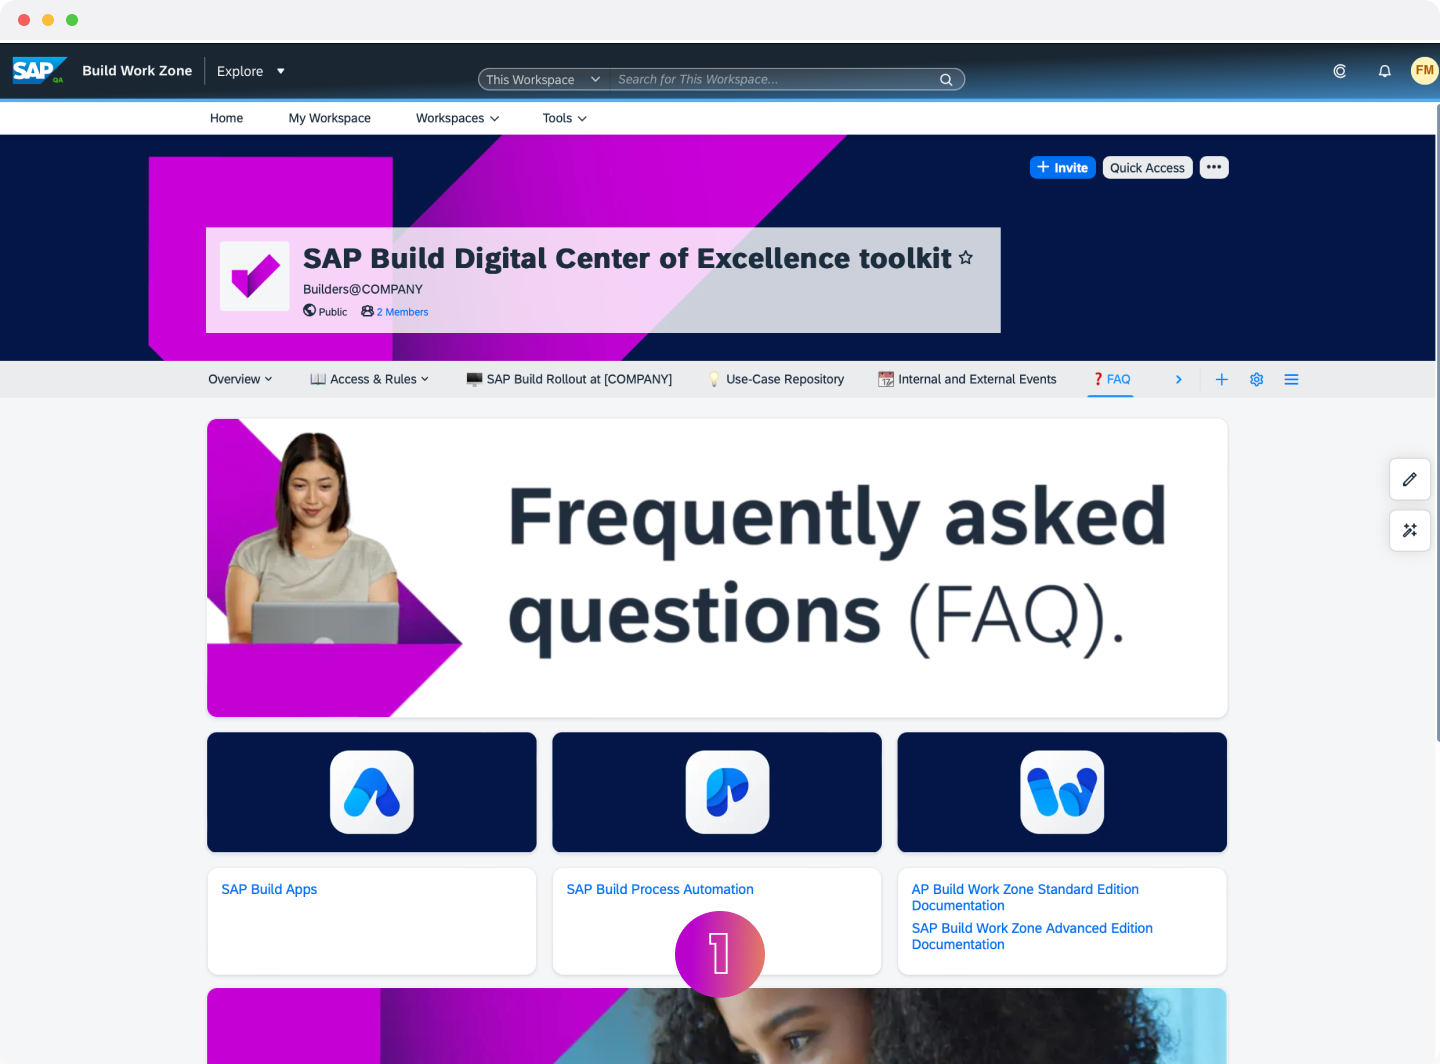 SAP QA Build Work Zone Explore This Workspace Search for This Workspace... FM
Home My Workspace Workspaces Tools
+ Invite Quick Access •••
SAP Build Digital Center of Excellence toolkit
Builders@COMPANY
Public 2 Members
Overview Access & Rules SAP Build Rollout at [COMPANY] Use-Case Repository Internal and External Events ❓ FAQ
Frequently asked
questions (FAQ).
SAP Build Apps
SAP Build Process Automation
AP Build Work Zone Standard Edition
Documentation
SAP Build Work Zone Advanced Edition
Documentation
1